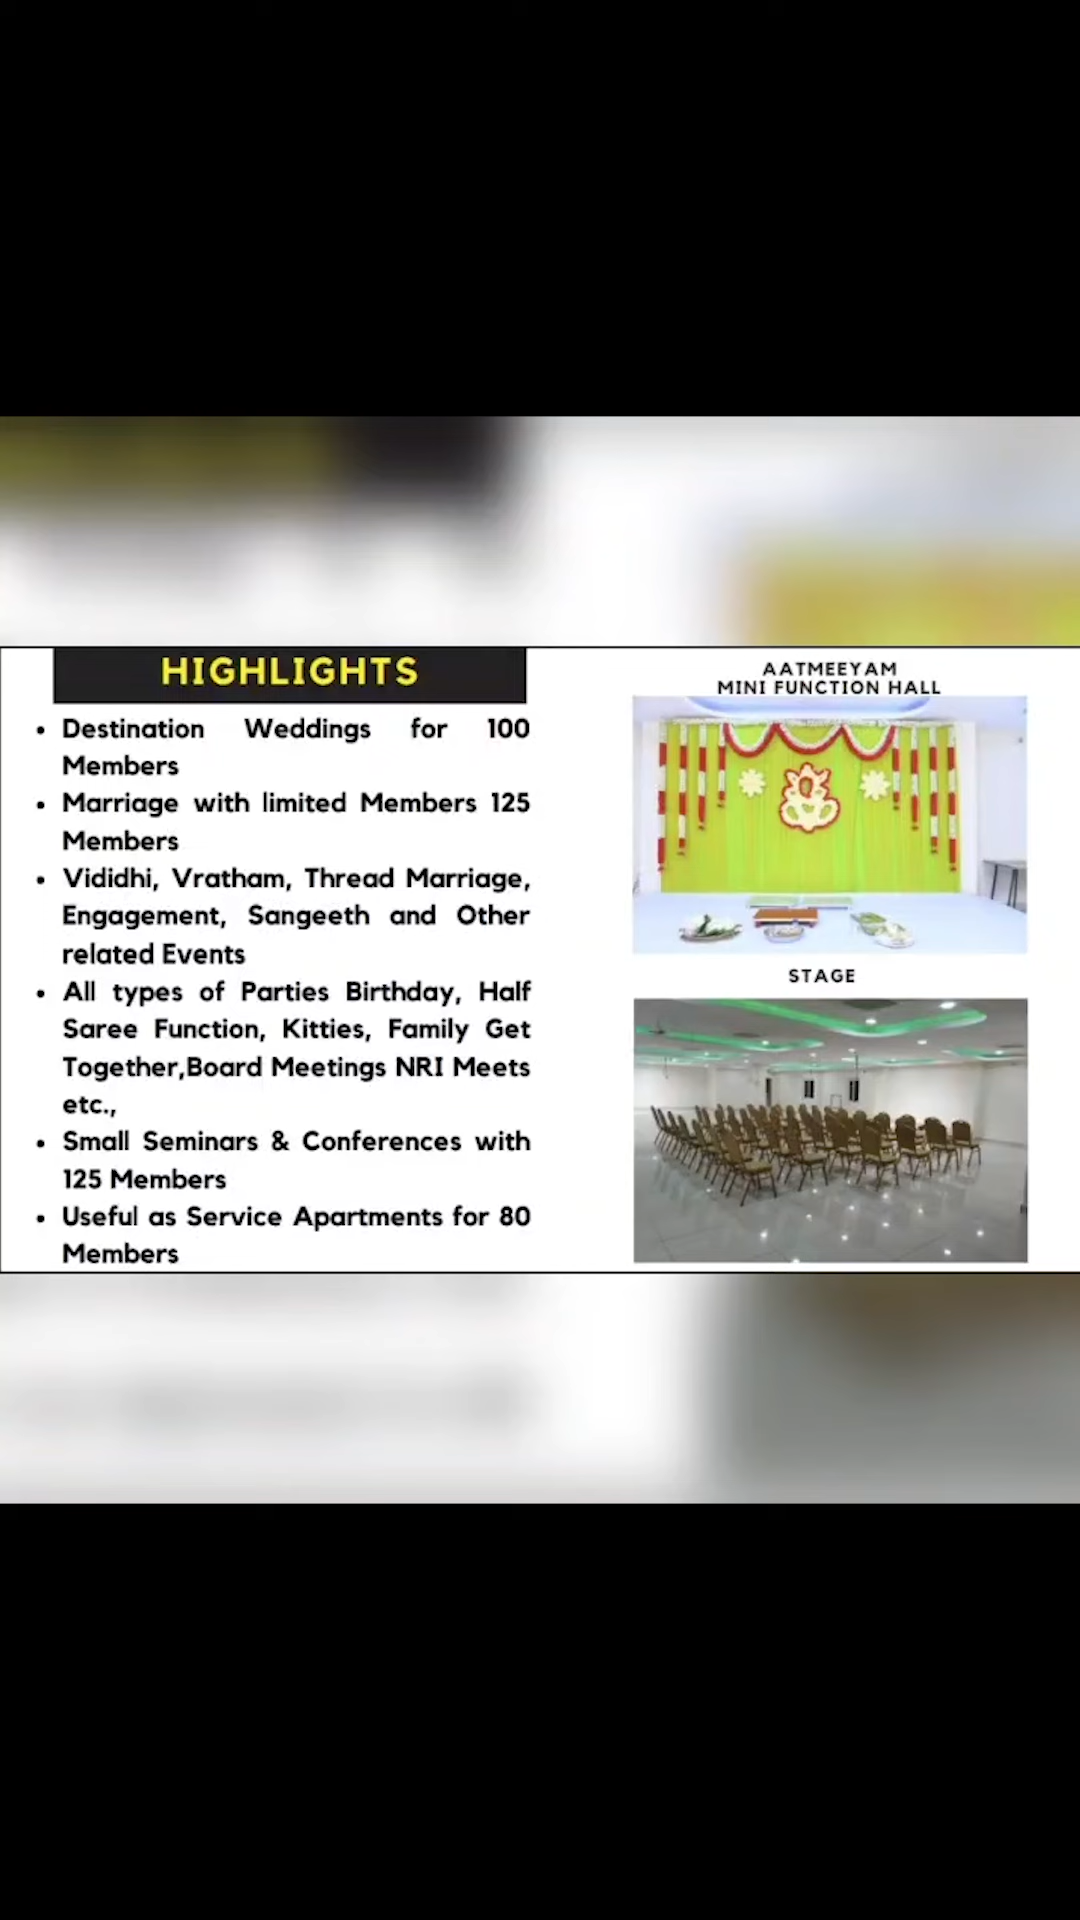 HIGHLIGHTS
• Destination Weddings for 100
Members
• Marriage with limited Members 125
Members
• Vididhi, Vratham, Thread Marriage,
Engagement, Sangeeth and Other
related Events
• All types of Parties Birthday, Half
Saree Function, Kitties, Family Get
Together,Board Meetings NRI Meets
etc.,
• Small Seminars & Conferences with
125 Members
• Useful as Service Apartments for 80
Members
AATMEEYAM
MINI FUNCTION HALL
STAGE